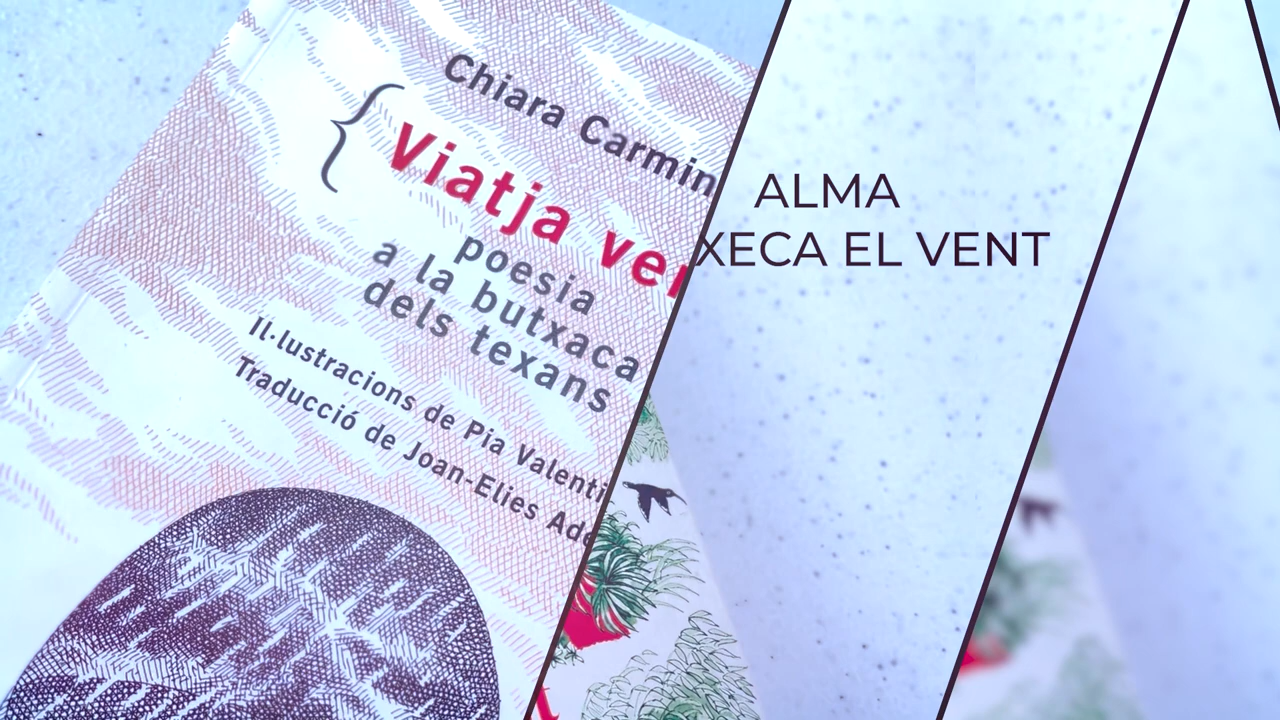 Chiara Carmin
Viatja ver
poesia
a la butxaca
dels texans
Il·lustracions de Pia Valenti
Traducció de Joan-Elies Ade
ALMA
XECA EL VENT